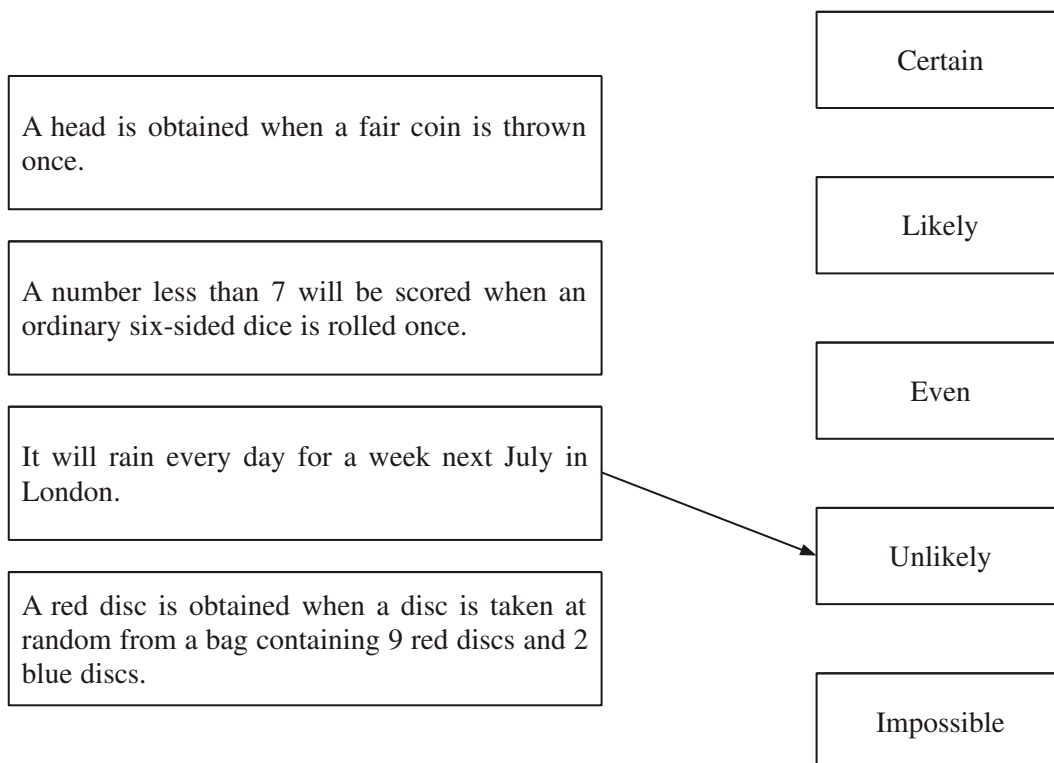 Certain
A head is obtained when a fair coin is thrown
once.
Likely
A number less than 7 will be scored when an
ordinary six-sided dice is rolled once.
Even
It will rain every day for a week next July in
London.
Unlikely
A red disc is obtained when a disc is taken at
random from a bag containing 9 red discs and 2
blue discs.
Impossible